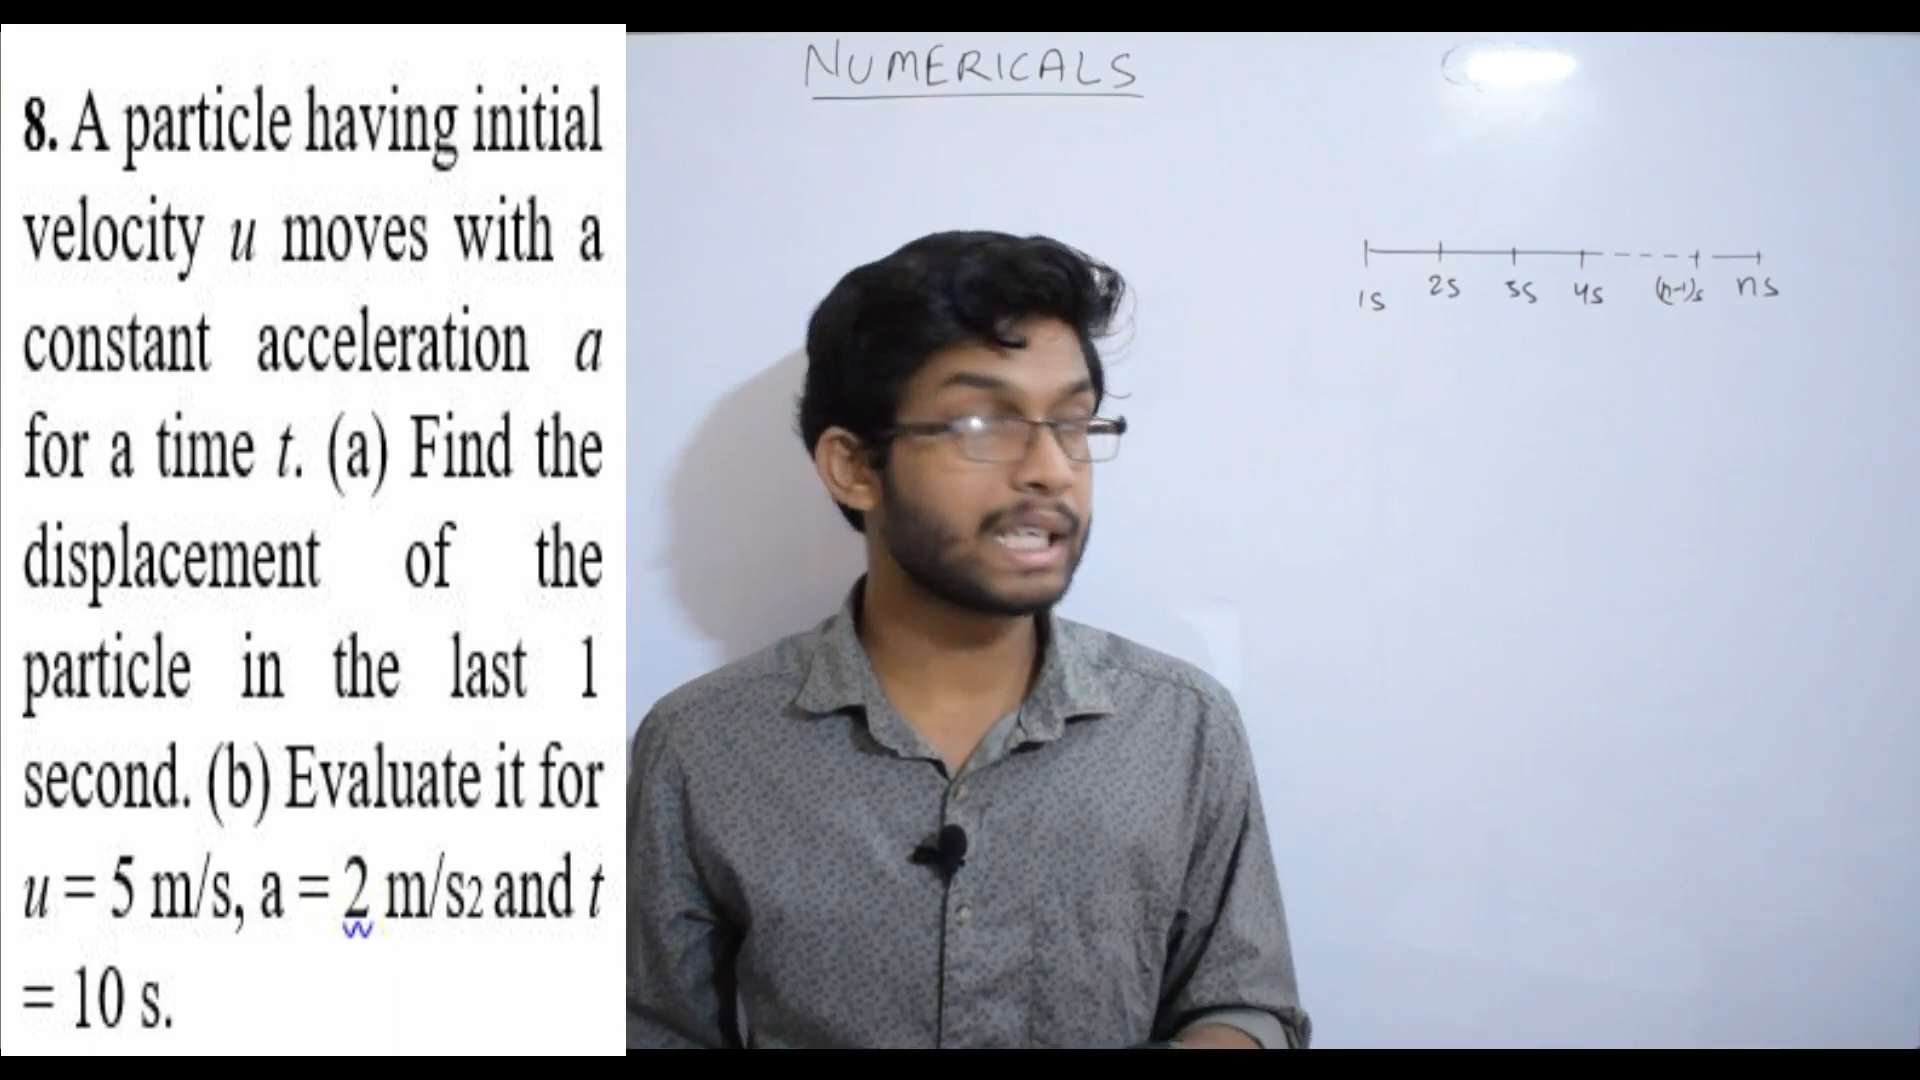 8. A particle having initial
velocity u moves with a
constant acceleration a
for a time t. (a) Find the
displacement of the
particle in the last 1
second. (b) Evaluate it for
u = 5 m/s, a = 2 m/s2 and t
= 10 s.
NUMERICALS
1s 2s 3s 4s (n-1)s ns